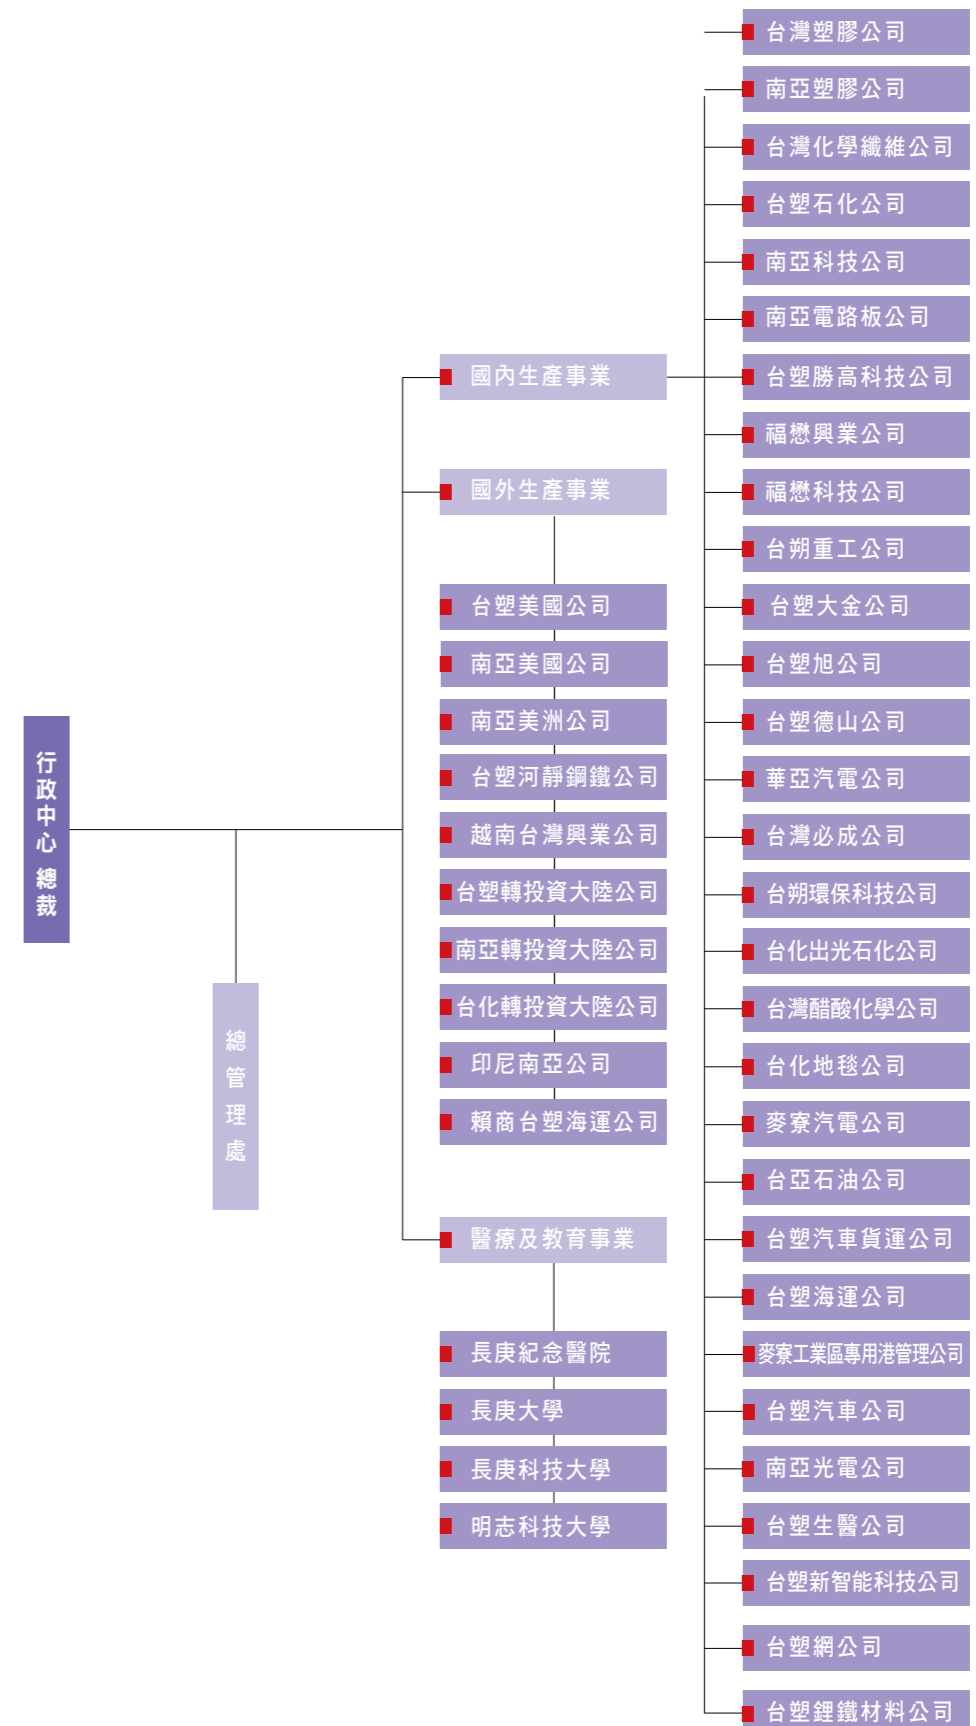 行政中心 總裁
總管理處
國內生產事業
國外生產事業
台塑美國公司
南亞美國公司
南亞美洲公司
台塑河靜鋼鐵公司
越南台灣興業公司
台塑轉投資大陸公司
南亞轉投資大陸公司
台化轉投資大陸公司
印尼南亞公司
賴商台塑海運公司
醫療及教育事業
長庚紀念醫院
長庚大學
長庚科技大學
明志科技大學
台灣塑膠公司
南亞塑膠公司
台灣化學纖維公司
台塑石化公司
南亞科技公司
南亞電路板公司
台塑勝高科技公司
福懋興業公司
福懋科技公司
台朔重工公司
台塑大金公司
台塑旭公司
台塑德山公司
華亞汽電公司
台灣必成公司
台朔環保科技公司
台化出光石化公司
台灣醋酸化學公司
台化地毯公司
麥寮汽電公司
台亞石油公司
台塑汽車貨運公司
台塑海運公司
麥寮工業區專用港管理公司
台塑汽車公司
南亞光電公司
台塑生醫公司
台塑新智能科技公司
台塑網公司
台塑鋰鐵材料公司